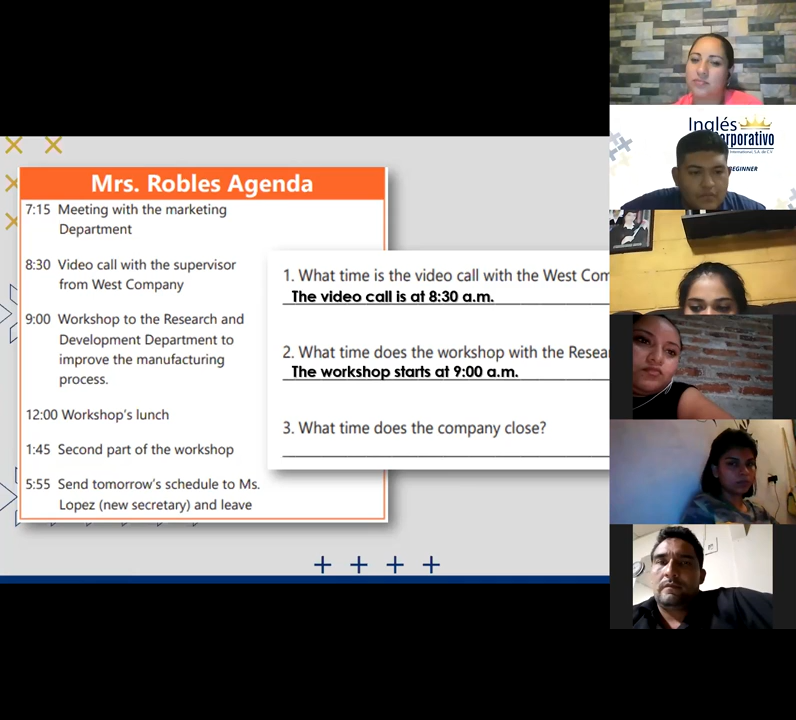 Mrs. Robles Agenda
7:15 Meeting with the marketing
Department
8:30 Video call with the supervisor
from West Company
9:00 Workshop to the Research and
Development Department to
improve the manufacturing
process.
12:00 Workshop's lunch
1:45 Second part of the workshop
5:55 Send tomorrow's schedule to Ms.
Lopez (new secretary) and leave
1. What time is the video call with the West Com
The video call is at 8:30 a.m.
2. What time does the workshop with the Resea
The workshop starts at 9:00 a.m.
3. What time does the company close?
Inglés
orporativo
International, S.A. de C.V.
BEGINNER